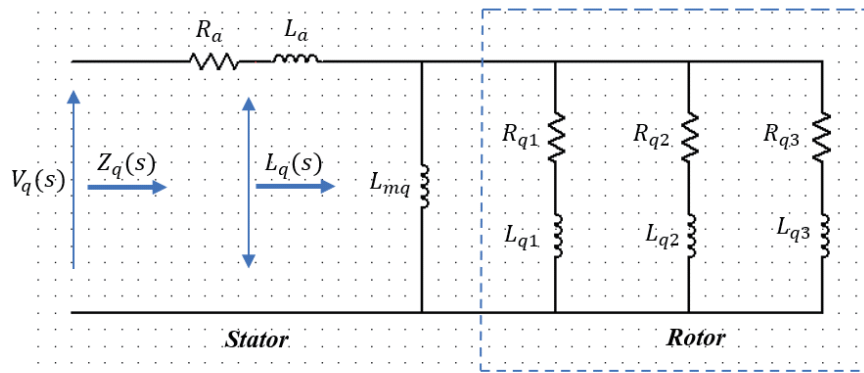 R_a L_a
R_q1 R_q2 R_q3
Z_q(s) L_q(s)
V_q(s) L_mq
L_q1 L_q2 L_q3
Stator Rotor